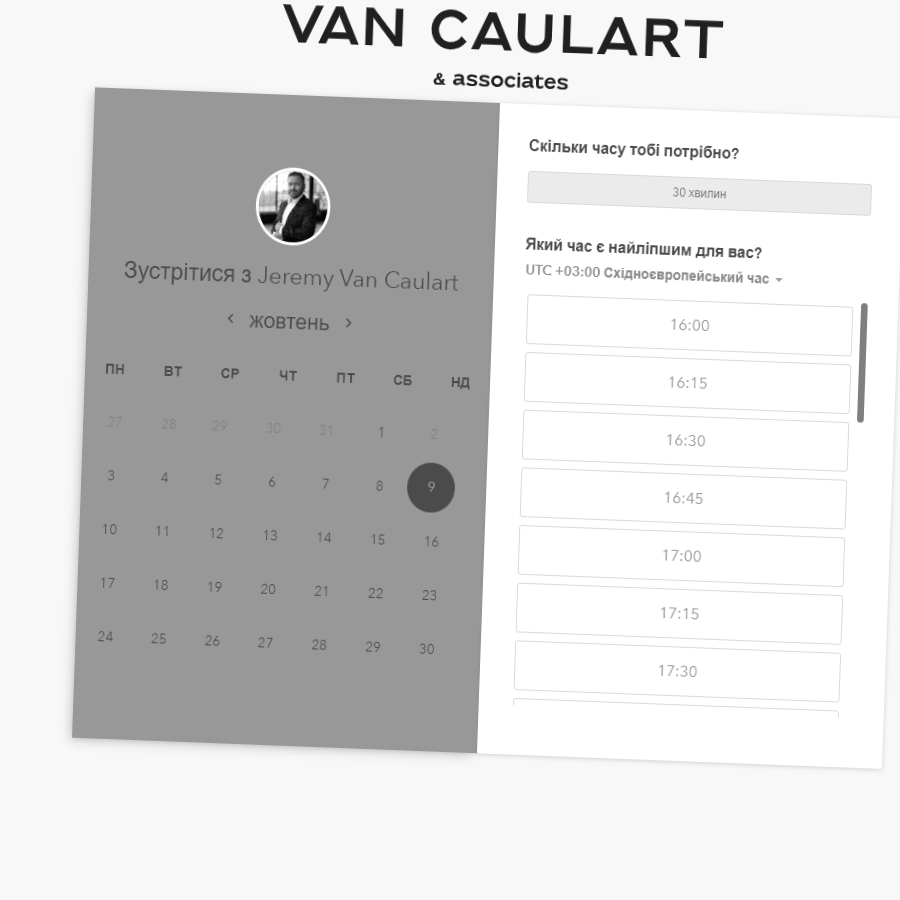 VAN CAULART
& associates
Зустрітися з Jeremy Van Caulart
жовтень
ПН ВТ СР ЧТ ПТ СБ НД
27 28 29 30 31 1 2
3 4 5 6 7 8 9
10 11 12 13 14 15 16
17 18 19 20 21 22 23
24 25 26 27 28 29 30
Скільки часу тобі потрібно?
30 хвилин
Який час є найліпшим для вас?
UTC +03:00 Східноєвропейський час
16:00
16:15
16:30
16:45
17:00
17:15
17:30